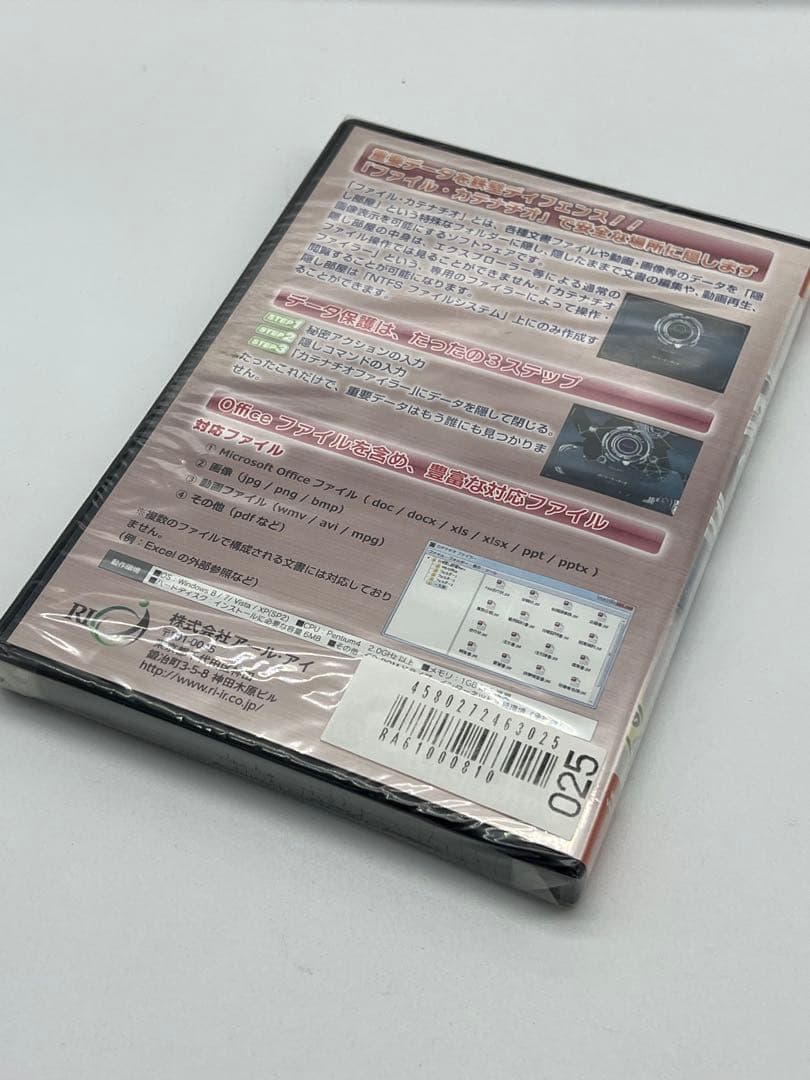 重要データを鉄壁ディフェンス!!
「ファイル・カテナチオ」で安全な場所に隠します
「ファイル・カテナチオ」とは、各種文書ファイルや動画・画像等のデータを「隠
し部屋」という特殊なフォルダーに隠し、隠したままで文書の編集や、動画再生、
画像表示を可能にするソフトウェアです。
隠し部屋の中身は、エクスプローラー等による通常の
ファイル操作では見ることができません。「カテナチオ
ファイラー」という、専用のファイラーによって操作・
閲覧することが可能になります。
隠し部屋は「NTFS ファイルシステム」上にのみ作成す
ることができます。
データ保護は、たったの3ステップ
STEP1 秘密アクションの入力
STEP2 隠しコマンドの入力
STEP3 「カテナチオファイラー」にデータを隠して閉じる。
たったこれだけで、重要データはもう誰にも見つかりま
せん。
Office ファイルを含め、豊富な対応ファイル
対応ファイル
① Microsoft Office ファイル ( doc / docx / xls / xlsx / ppt / pptx )
② 画像 (jpg / png / bmp)
③ 動画ファイル (wmv / avi / mpg)
④ その他 (pdf など)
※複数のファイルで構成される文書には対応しており
ません。
(例:Excel の外部参照など)
動作環境
■OS:Windows 8 / 7/ Vista / XP(SP2) ■CPU:Pentium4 2.0GHz 以上 ■メモリ:1GB
■ハードディスク インストールに必要な容量 6MB ■その他
RI
株式会社アール・アイ
鍛冶町3-5-8 神田木原ビル
http://www.ri-ir.co.jp/
4580272463025
RA61000810
025